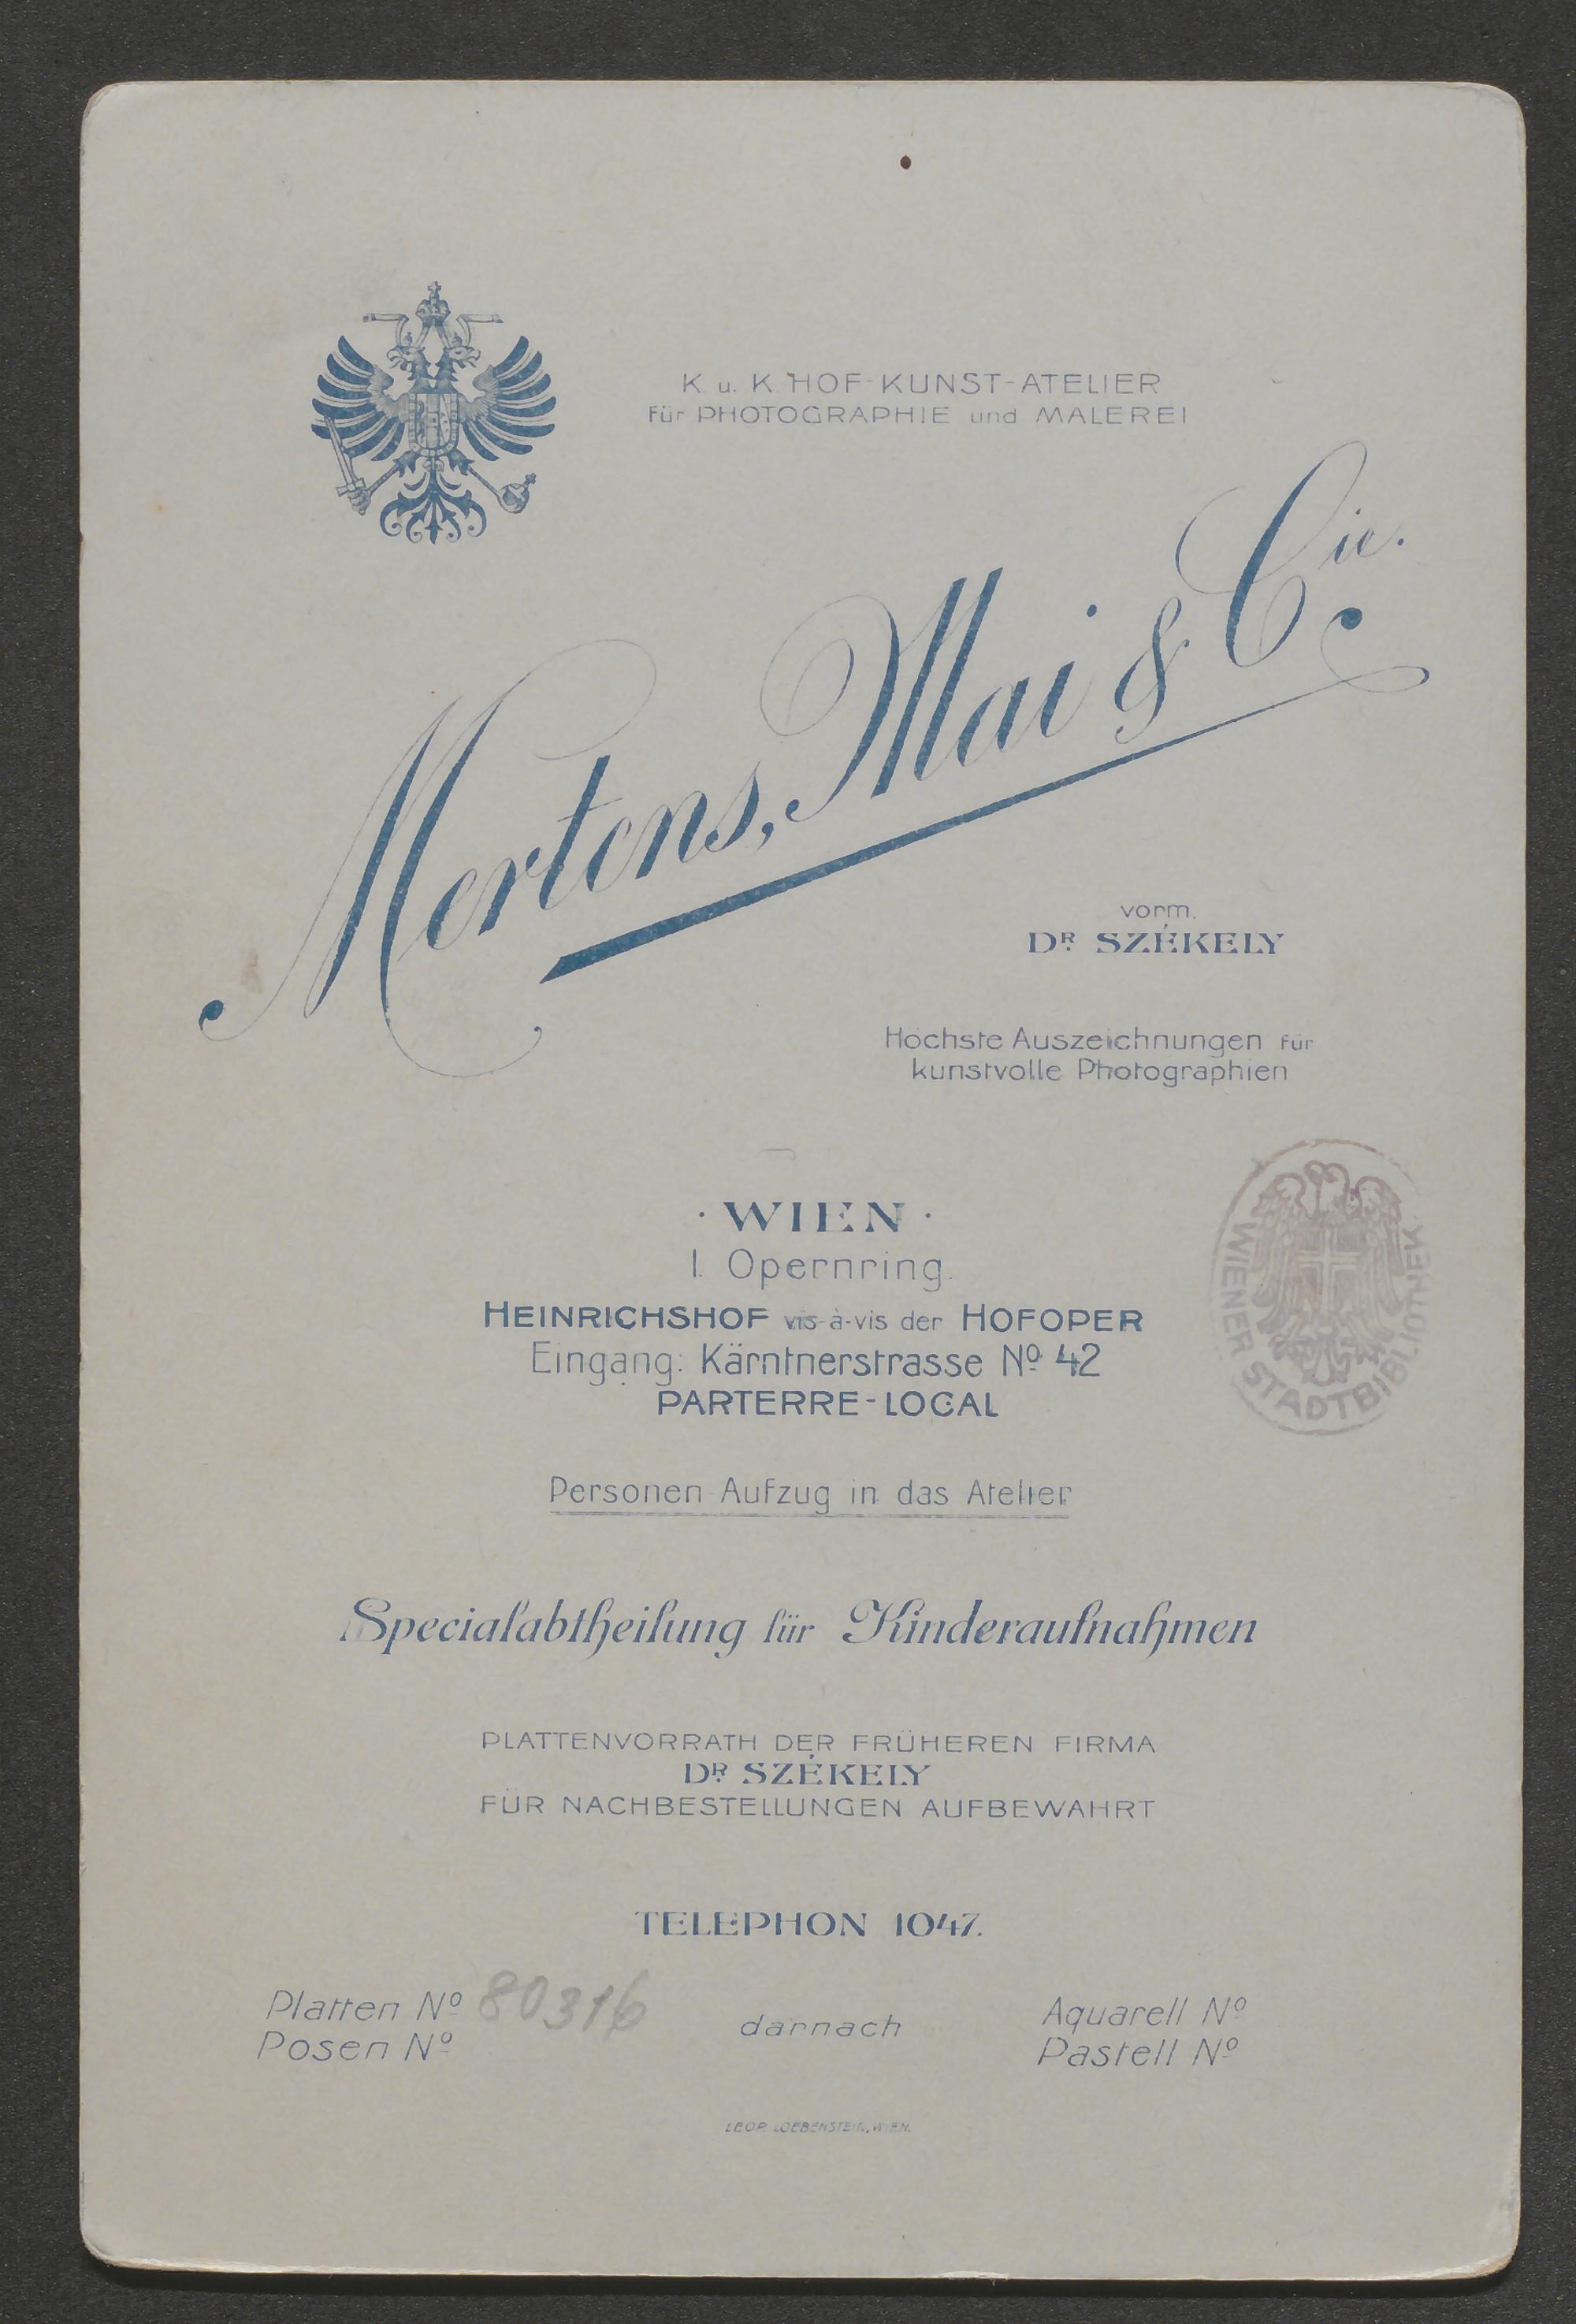 K. u. K. HOF-KUNST-ATELIER
für PHOTOGRAPHIE und MALEREI
Mertens, Mai & Cie.
vorm.
DR. SZÉKELY
Höchste Auszeichnungen für
kunstvolle Photographien
· WIEN ·
I. Opernring.
HEINRICHSHOF vis-à-vis der HOFOPER
Eingang: Kärntnerstrasse No 42
PARTERRE-LOCAL
WIENER STADTBIBLIOTHEK
Personen-Aufzug in das Atelier
Specialabtheilung für Kinderaufnahmen
PLATTENVORRATH DER FRÜHEREN FIRMA
DR. SZÉKELY
FÜR NACHBESTELLUNGEN AUFBEWAHRT
TELEPHON 1047.
Platten No 80316
Posen No
darnach
Aquarell No
Pastell No
LEOP. LOEBENSTEIN, WIEN.